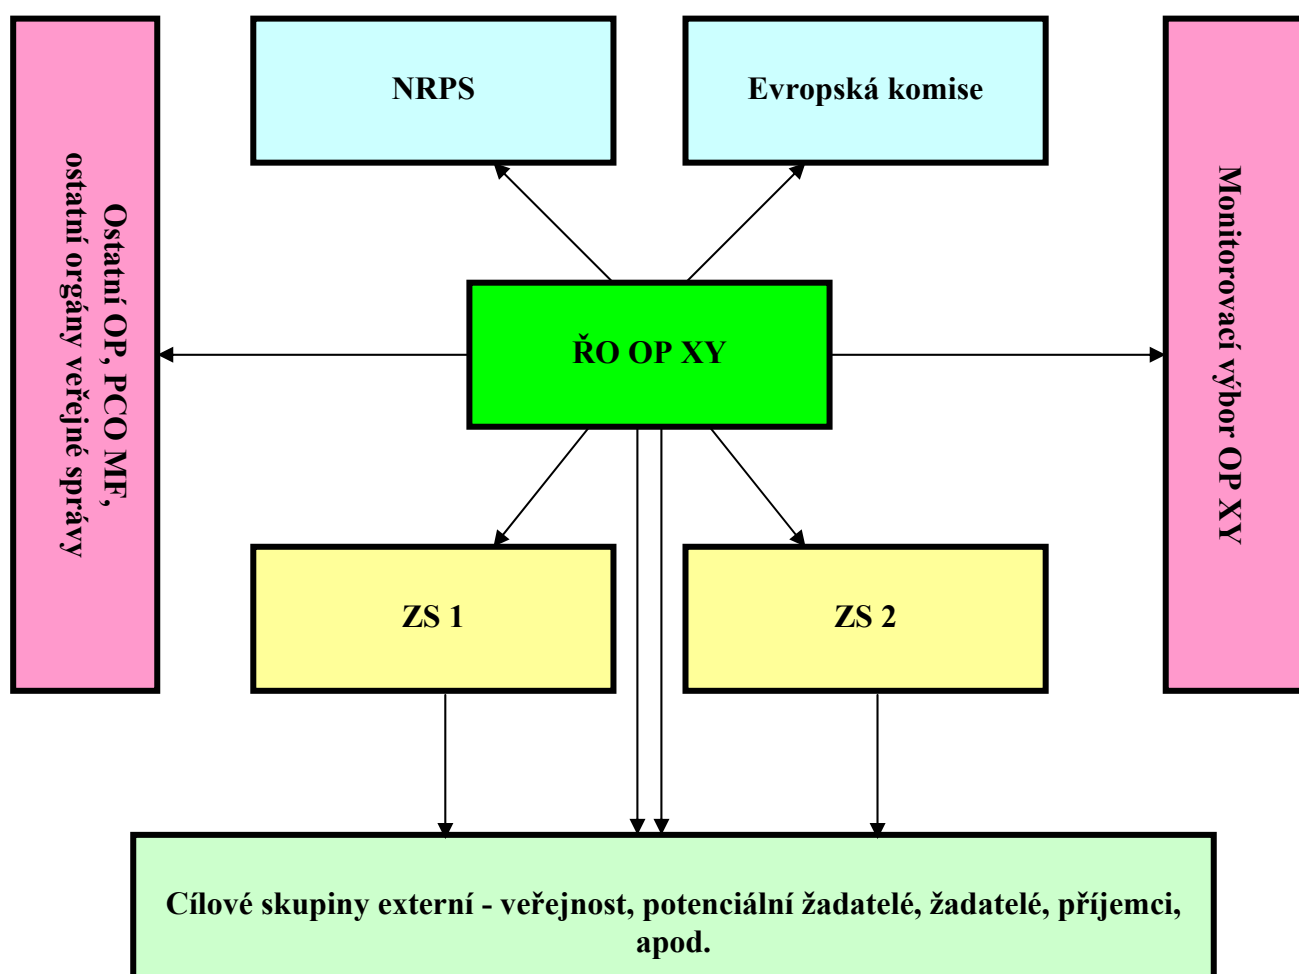 NRPS
Evropská komise
Ostatní OP, PCO MF,
ostatní orgány veřejné správy
Monitorovací výbor OP XY
ŘO OP XY
ZS 1
ZS 2
Cílové skupiny externí - veřejnost, potenciální žadatelé, žadatelé, příjemci,
apod.